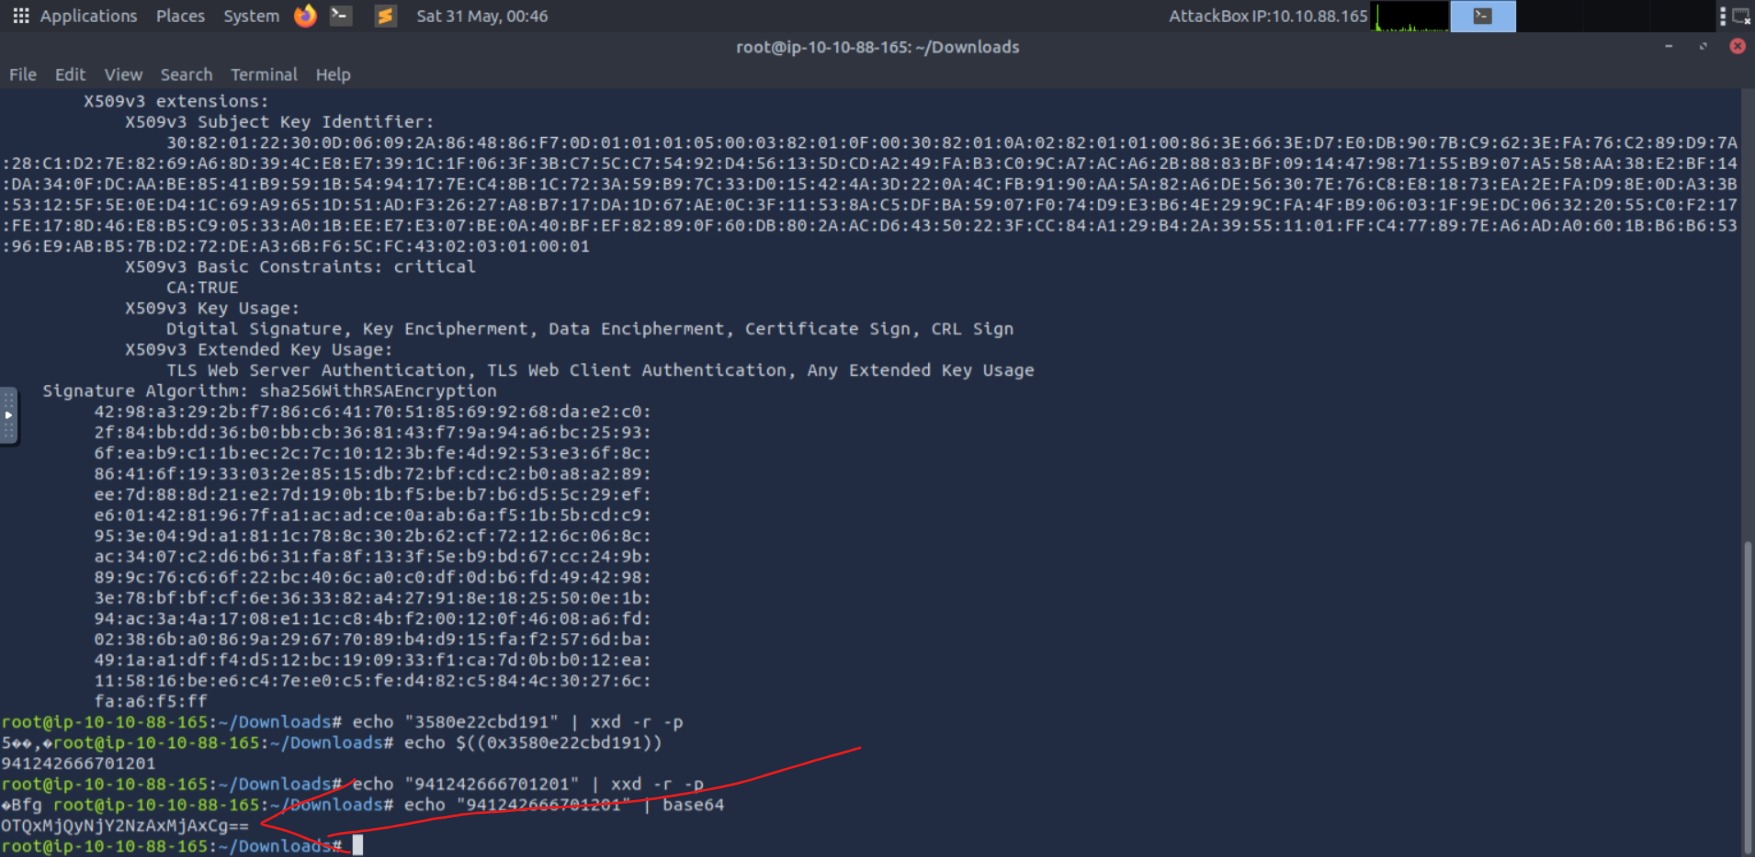 Applications Places System Sat 31 May, 00:46 AttackBox IP:10.10.88.165
root@ip-10-10-88-165: ~/Downloads
File Edit View Search Terminal Help
X509v3 extensions:
X509v3 Subject Key Identifier:
30:82:01:22:30:0D:06:09:2A:86:48:86:F7:0D:01:01:01:05:00:03:82:01:0F:00:30:82:01:0A:02:82:01:01:00:86:3E:66:3E:D7:E0:DB:90:7B:C9:62:3E:FA:76:C2:89:D9:7A
:28:C1:D2:7E:82:69:A6:8D:39:4C:E8:E7:39:1C:1F:06:3F:3B:C7:5C:C7:54:92:D4:56:13:5D:CD:A2:49:FA:B3:C0:9C:A7:AC:A6:2B:88:83:BF:09:14:47:98:71:55:B9:07:A5:58:AA:38:E2:BF:14
:DA:34:0F:DC:AA:BE:85:41:B9:59:1B:54:94:17:7E:C4:8B:1C:72:3A:59:B9:7C:33:D0:15:42:4A:3D:22:0A:4C:FB:91:90:AA:5A:82:A6:DE:56:30:7E:76:C8:E8:18:73:EA:2E:FA:D9:8E:0D:A3:3B
:53:12:5F:5E:0E:D4:1C:69:A9:65:1D:51:AD:F3:26:27:A8:B7:17:DA:1D:67:AE:0C:3F:11:53:8A:C5:DF:BA:59:07:F0:74:D9:E3:B6:4E:29:9C:FA:4F:B9:06:03:1F:9E:DC:06:32:20:55:C0:F2:17
:FE:17:8D:46:E8:B5:C9:05:33:A0:1B:EE:E7:E3:07:BE:0A:40:BF:EF:82:89:0F:60:DB:80:2A:AC:D6:43:50:22:3F:CC:84:A1:29:B4:2A:39:55:11:01:FF:C4:77:89:7E:A6:AD:A0:60:1B:B6:B6:53
:96:E9:AB:B5:7B:D2:72:DE:A3:6B:F6:5C:FC:43:02:03:01:00:01
X509v3 Basic Constraints: critical
CA:TRUE
X509v3 Key Usage:
Digital Signature, Key Encipherment, Data Encipherment, Certificate Sign, CRL Sign
X509v3 Extended Key Usage:
TLS Web Server Authentication, TLS Web Client Authentication, Any Extended Key Usage
Signature Algorithm: sha256WithRSAEncryption
42:98:a3:29:2b:f7:86:c6:41:70:51:85:69:92:68:da:e2:c0:
2f:84:bb:dd:36:b0:bb:cb:36:81:43:f7:9a:94:a6:bc:25:93:
6f:ea:b9:c1:1b:ec:2c:7c:10:12:3b:fe:4d:92:53:e3:6f:8c:
86:41:6f:19:33:03:2e:85:15:db:72:bf:cd:c2:b0:a8:a2:89:
ee:7d:88:8d:21:e2:7d:19:0b:1b:f5:be:b7:b6:d5:5c:29:ef:
e6:01:42:81:96:7f:a1:ac:ad:ce:0a:ab:6a:f5:1b:5b:cd:c9:
95:3e:04:9d:a1:81:1c:78:8c:30:2b:62:cf:72:12:6c:06:8c:
ac:34:07:c2:d6:b6:31:fa:8f:13:3f:5e:b9:bd:67:cc:24:9b:
89:9c:76:c6:6f:22:bc:40:6c:a0:c0:df:0d:b6:fd:49:42:98:
3e:78:bf:bf:cf:6e:36:33:82:a4:27:91:8e:18:25:50:0e:1b:
94:ac:3a:4a:17:08:e1:1c:c8:4b:f2:00:12:0f:46:08:a6:fd:
02:38:6b:a0:86:9a:29:67:70:89:b4:d9:15:fa:f2:57:6d:ba:
49:1a:a1:df:f4:d5:12:bc:19:09:33:f1:ca:7d:0b:b0:12:ea:
11:58:16:be:e6:c4:7e:e0:c5:fe:d4:82:c5:84:4c:30:27:6c:
fa:a6:f5:ff
root@ip-10-10-88-165:~/Downloads# echo "3580e22cbd191" | xxd -r -p
5��,�root@ip-10-10-88-165:~/Downloads# echo $((0x3580e22cbd191))
941242666701201
root@ip-10-10-88-165:~/Downloads# echo "941242666701201" | xxd -r -p
�Bfg root@ip-10-10-88-165:~/Downloads# echo "941242666701201" | base64
OTQxMjQyNjY2NzAxMjAxCg==
root@ip-10-10-88-165:~/Downloads#